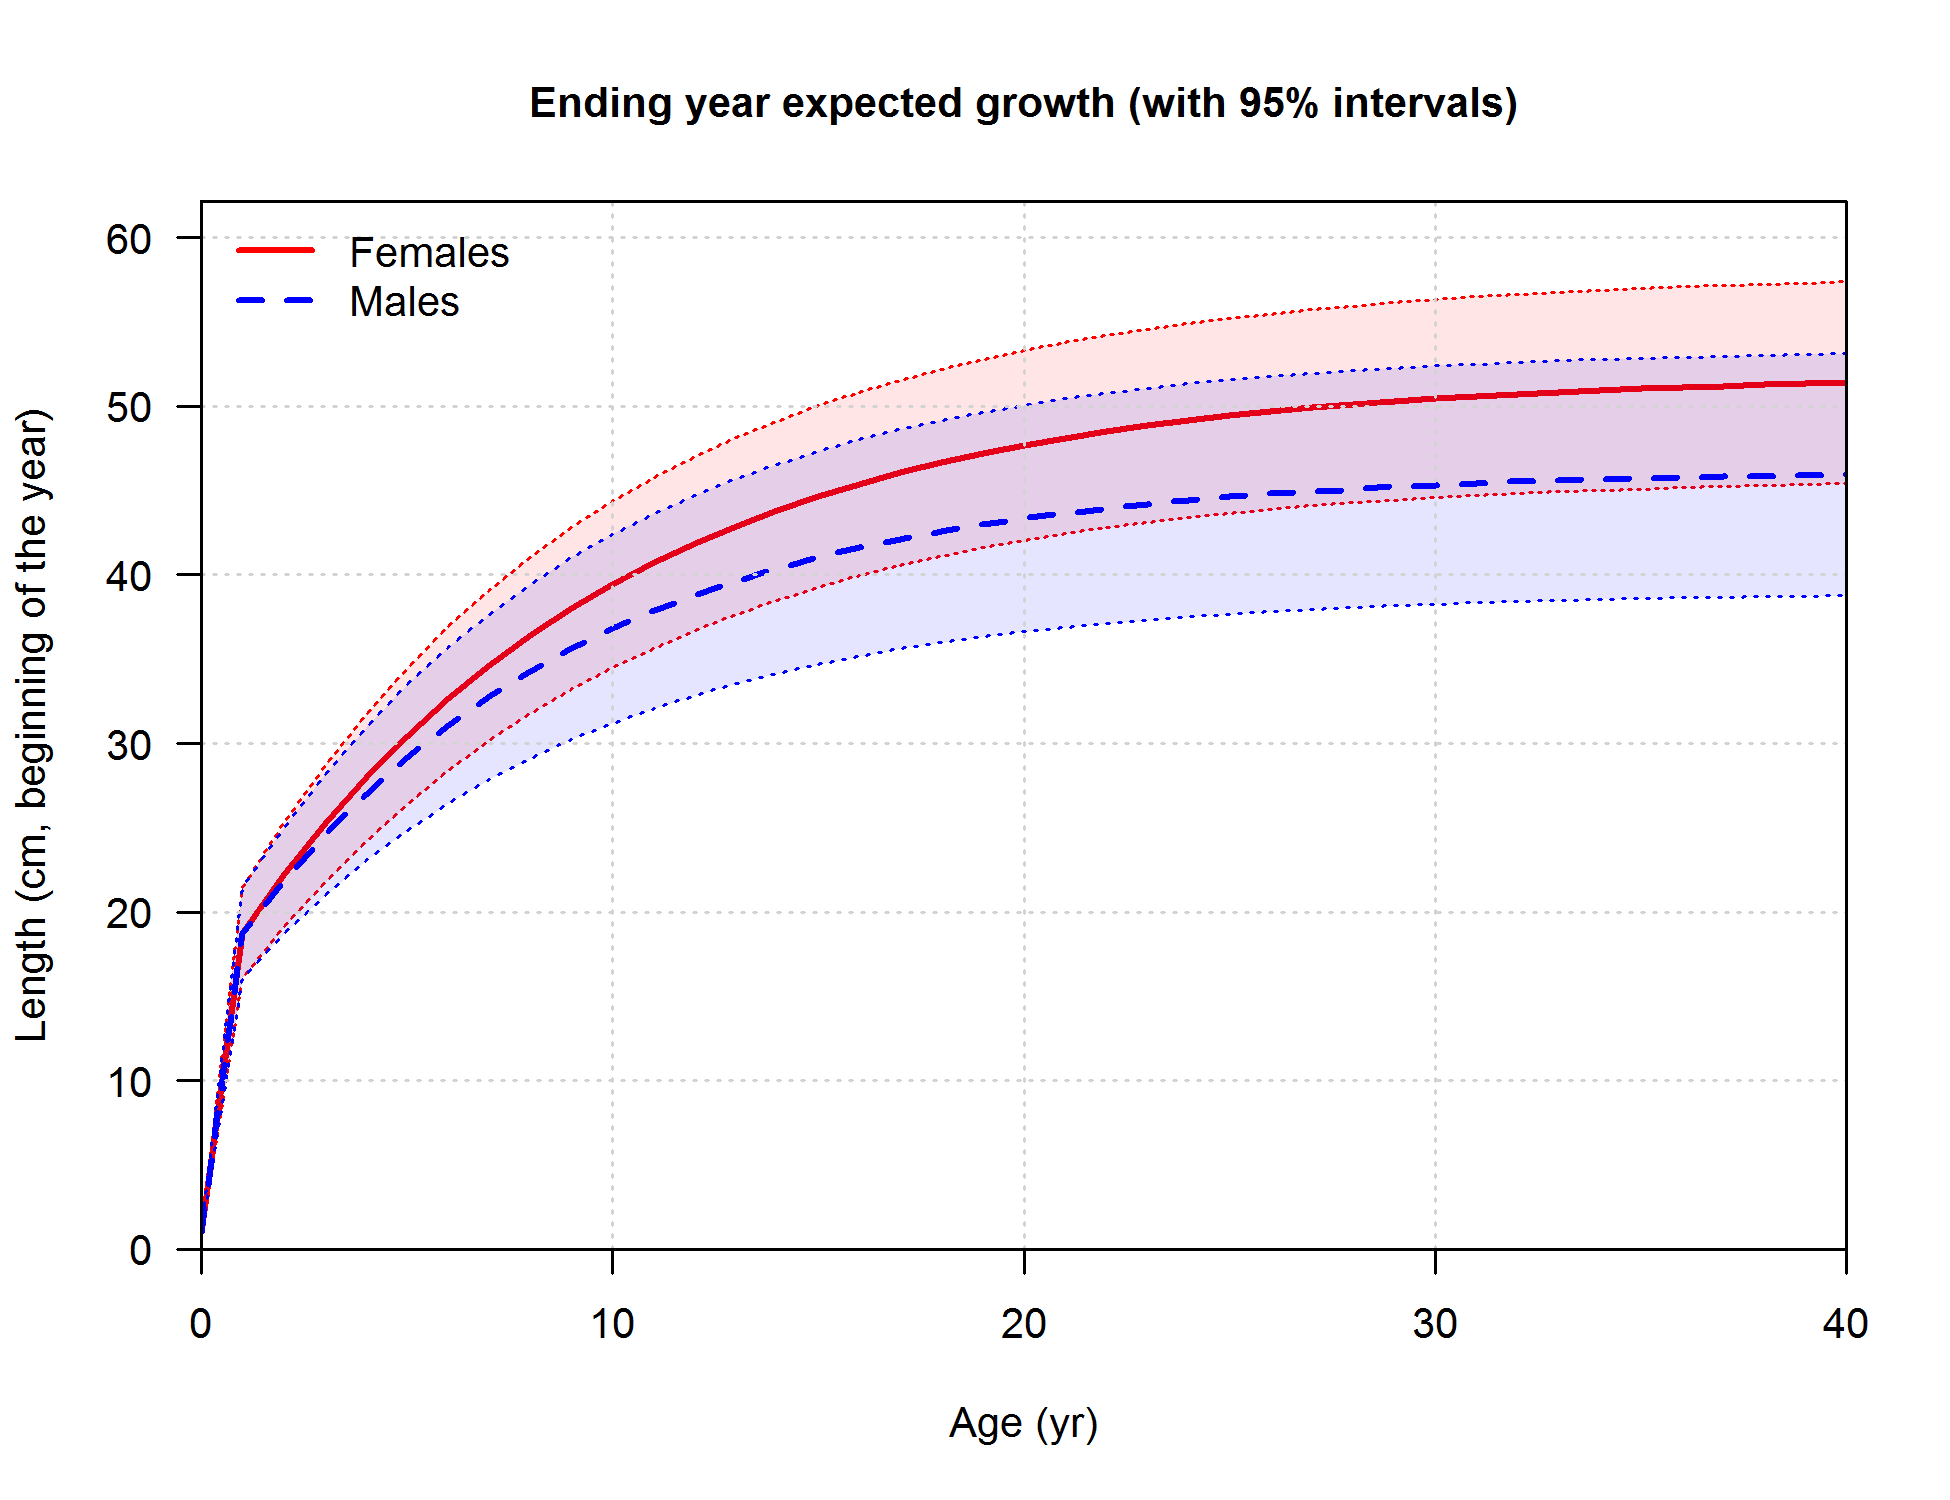 Ending year expected growth (with 95% intervals)
Females
Males
60
50
40
30
20
10
0
Length (cm, beginning of the year)
0 10 20 30 40
Age (yr)